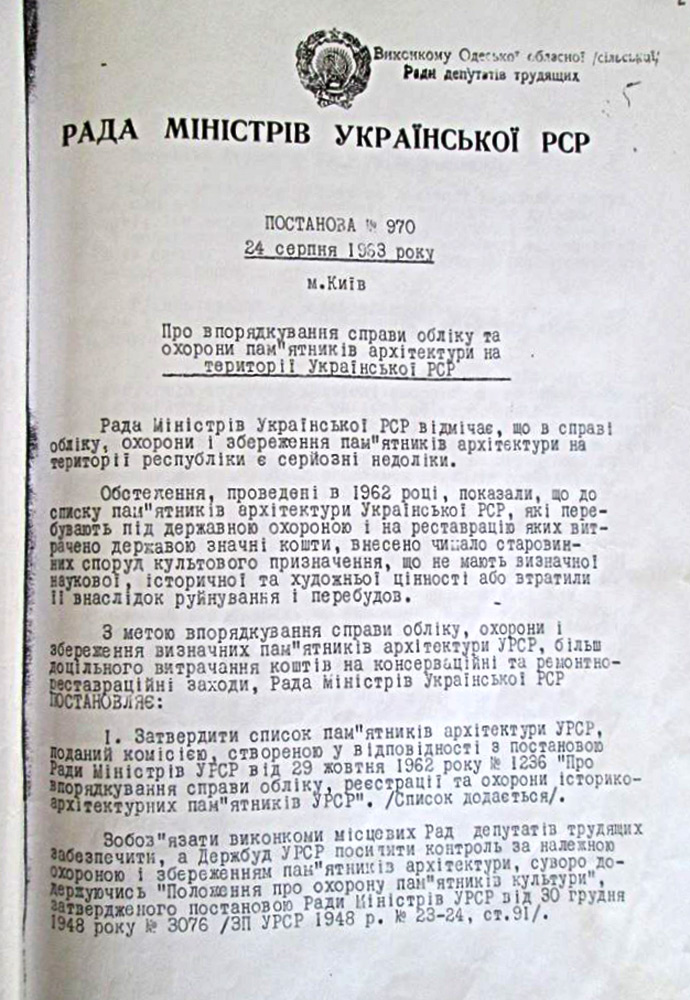 Виконкому Одеської обласної /сільської/
Ради депутатів трудящих
5
РАДА МІНІСТРІВ УКРАЇНСЬКОЇ РСР
ПОСТАНОВА № 970
24 серпня 1963 року
м.Київ
Про впорядкування справи обліку та
охорони пам"ятників архітектури на
території Української РСР
Рада Міністрів Української РСР відмічає, що в справі
обліку, охорони і збереження пам"ятників архітектури на
території республіки є серйозні недоліки.
Обстеження, проведені в 1962 році, показали, що до
списку пам"ятників архітектури Української РСР, які пере-
бувають під державною охороною і на реставрацію яких вит-
рачено державою значні кошти, внесено чимало старовин-
них споруд культового призначення, що не мають визначної
наукової, історичної та художньої цінності або втратили
її внаслідок руйнування і перебудов.
З метою впорядкування справи обліку, охорони і
збереження визначних пам"ятників архітектури УРСР, більш
доцільного витрачання коштів на консерваційні та ремонтно-
реставраційні заходи, Рада Міністрів Української РСР
ПОСТАНОВЛЯЄ:
І. Затвердити список пам"ятників архітектури УРСР,
поданий комісією, створеною у відповідності з постановою
Ради Міністрів УРСР від 29 жовтня 1962 року № 1236 "Про
впорядкування справи обліку, реєстрації та охорони історико-
архітектурних пам"ятників УРСР". /Список додається/.
Зобов"язати виконкоми місцевих Рад депутатів трудящих
забезпечити, а Держбуд УРСР посилити контроль за належною
охороною і збереженням пам"ятників архітектури, суворо до-
держуючись "Положення про охорону пам"ятників культури",
затвердженого постановою Ради Міністрів УРСР від 30 грудня
1948 року № 3076 /ЗП УРСР 1948 р. № 23-24, ст.91/.